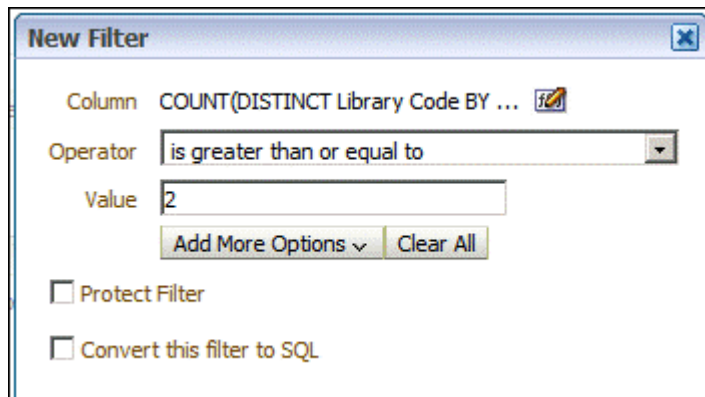 New Filter
Column COUNT(DISTINCT Library Code BY ...
Operator is greater than or equal to
Value 2
Add More Options Clear All
Protect Filter
Convert this filter to SQL